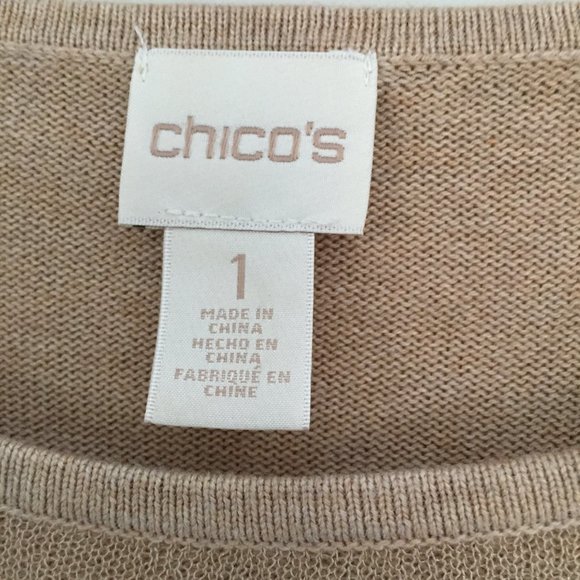 chico's
1
MADE IN
CHINA
HECHO EN
CHINA
FABRIQUÉ EN
CHINE